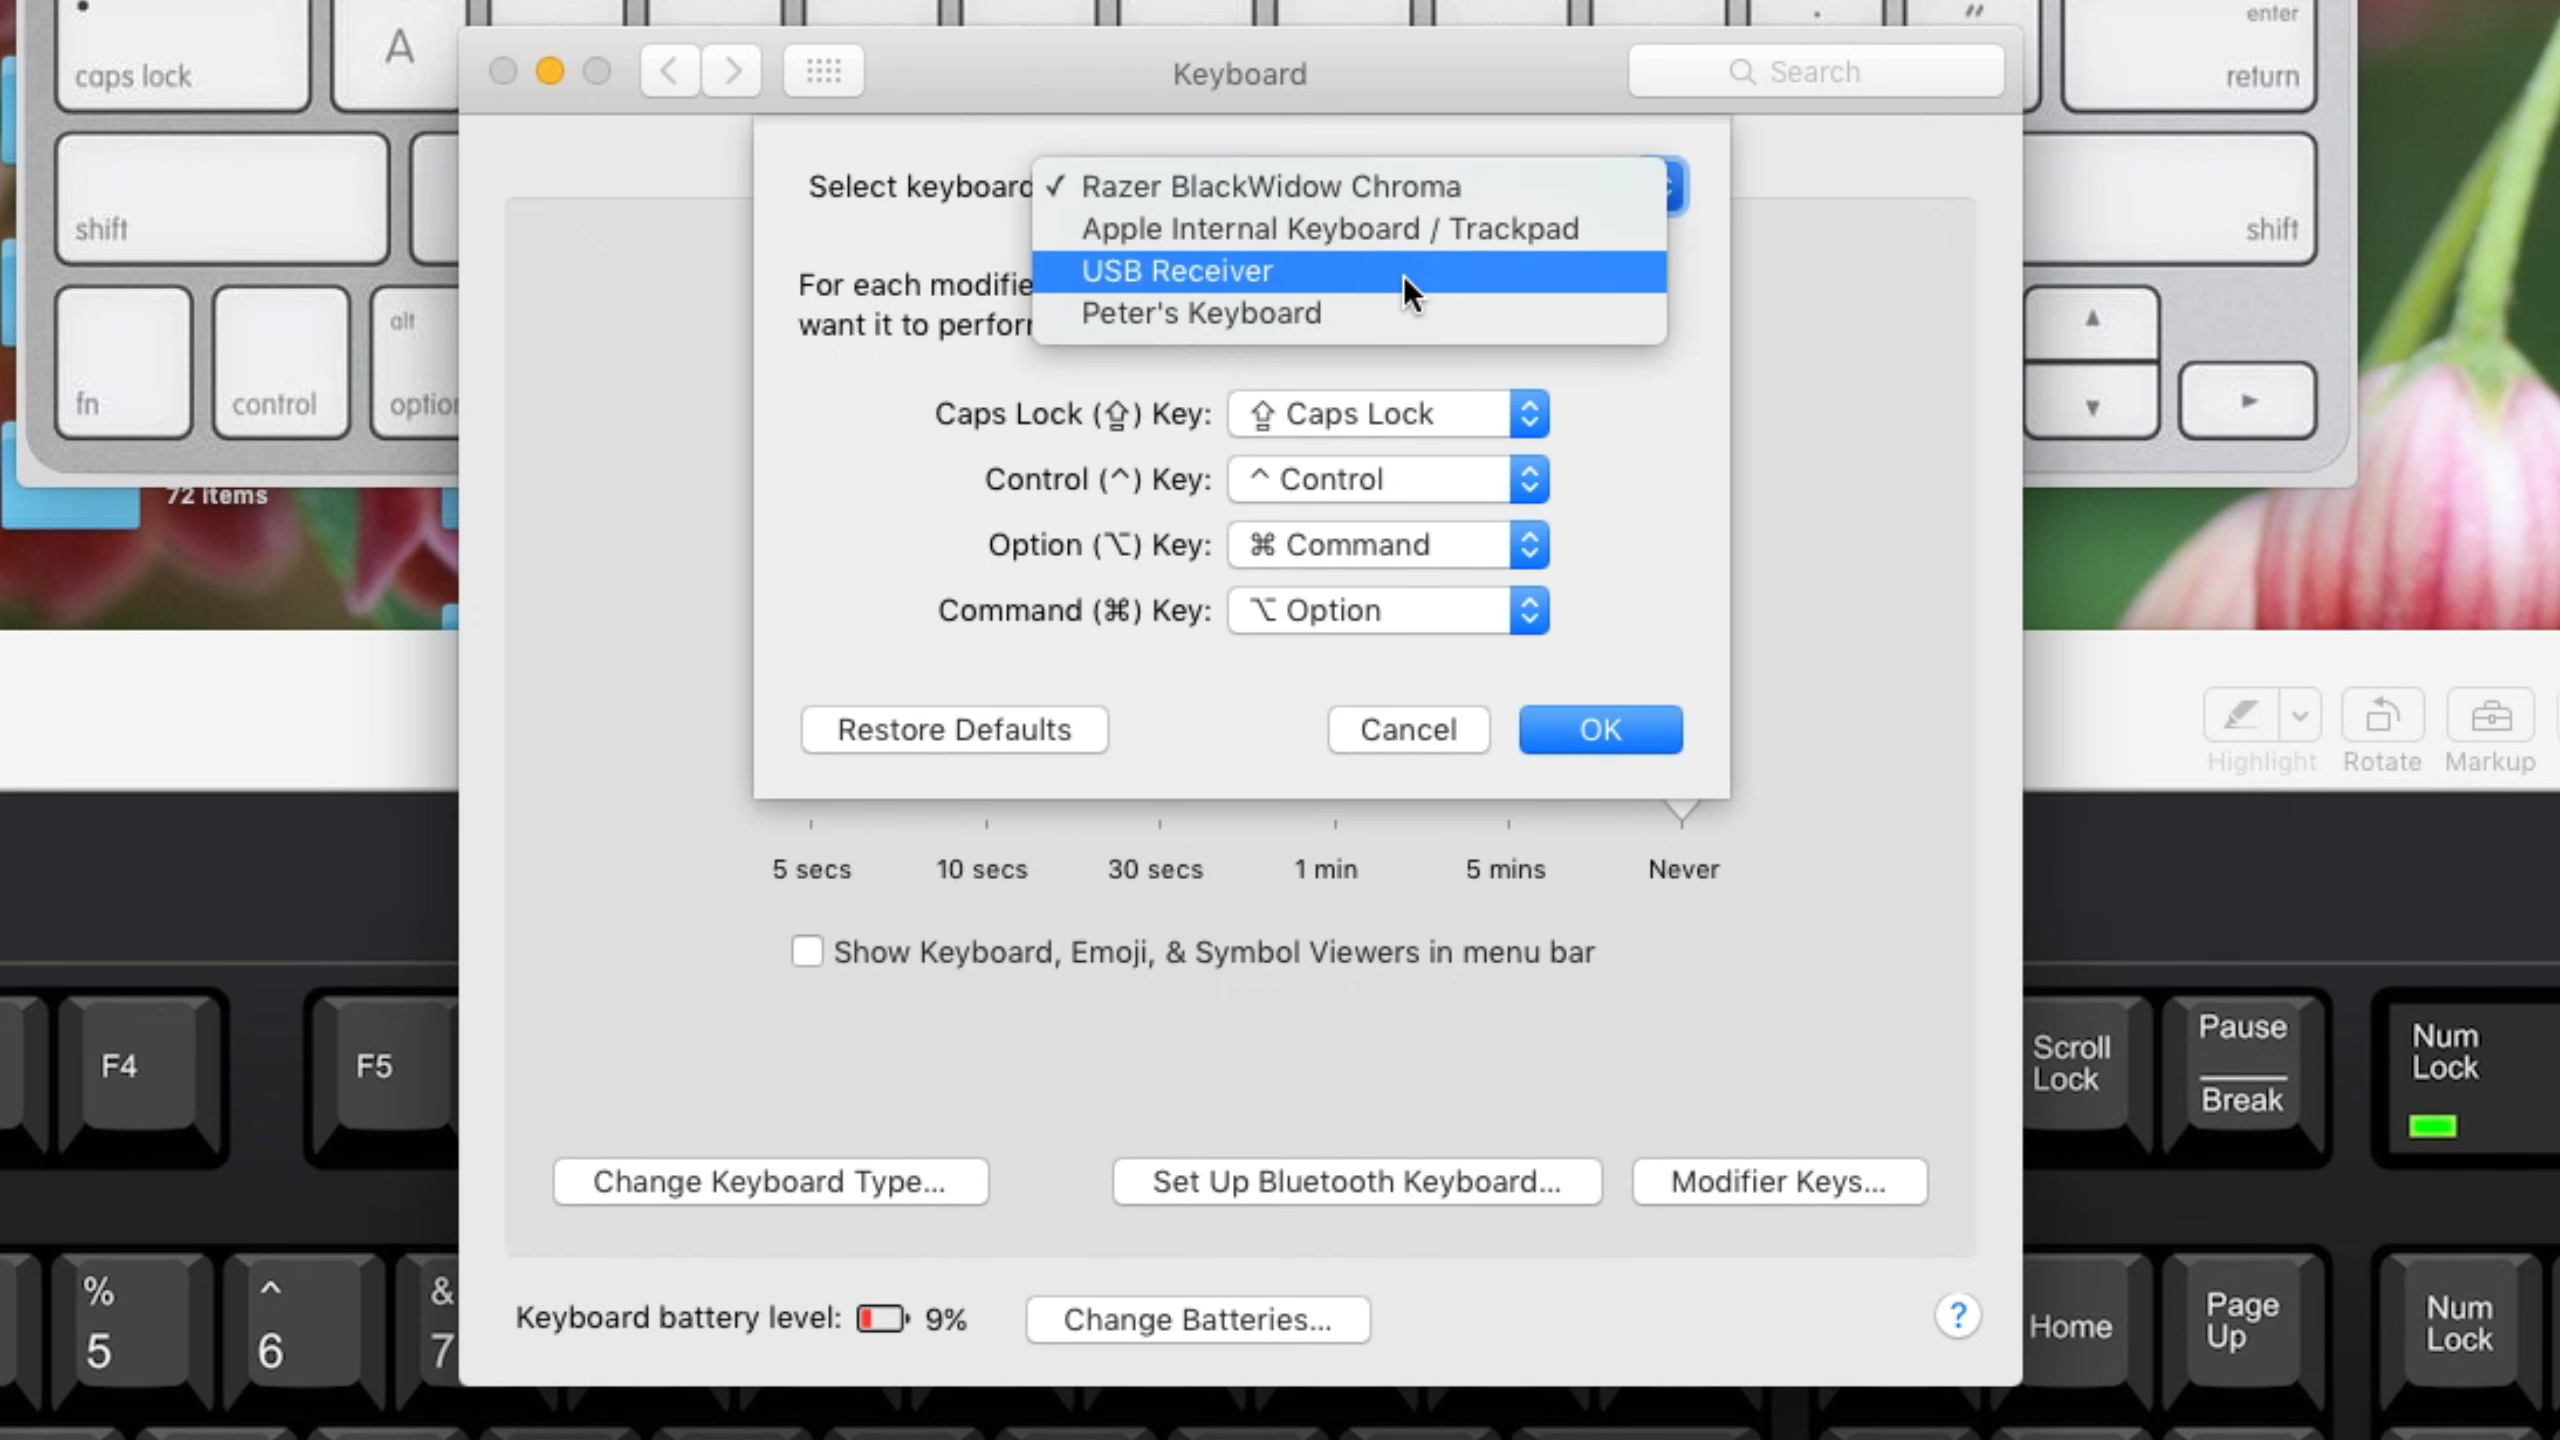 caps lock
A
"
enter
return
shift
shift
fn
control
alt
72 items
Keyboard
Search
Select keyboard
✓ Razer BlackWidow Chroma
Apple Internal Keyboard / Trackpad
USB Receiver
Peter's Keyboard
For each
want it to
Caps Lock (⇪) Key: ⇪ Caps Lock
Control (^) Key: ^ Control
Option (⌥) Key: ⌘ Command
Command (⌘) Key: ⌥ Option
Restore Defaults
Cancel
OK
Highlight
Rotate
Markup
5 secs
10 secs
30 secs
1 min
5 mins
Never
Show Keyboard, Emoji, & Symbol Viewers in menu bar
F4
F5
Scroll
Lock
Pause
Break
Num
Lock
Change Keyboard Type...
Set Up Bluetooth Keyboard...
Modifier Keys...
%
5
^
6
&
7
Home
Page
Up
Num
Lock
Keyboard battery level: 9%
Change Batteries...
?